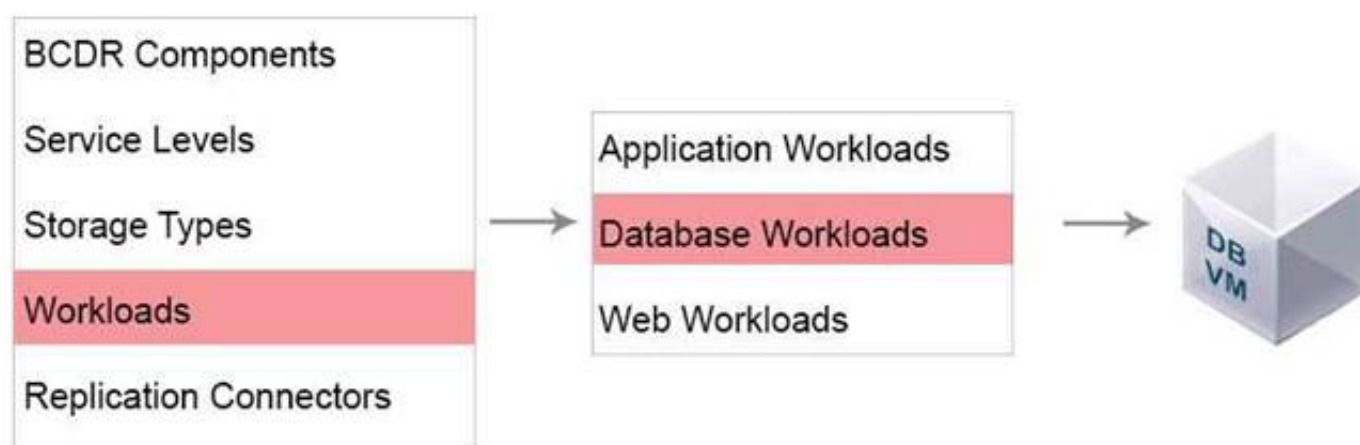 BCDR Components
Service Levels
Storage Types
Workloads
Replication Connectors
Application Workloads
Database Workloads
Web Workloads
DB
VM